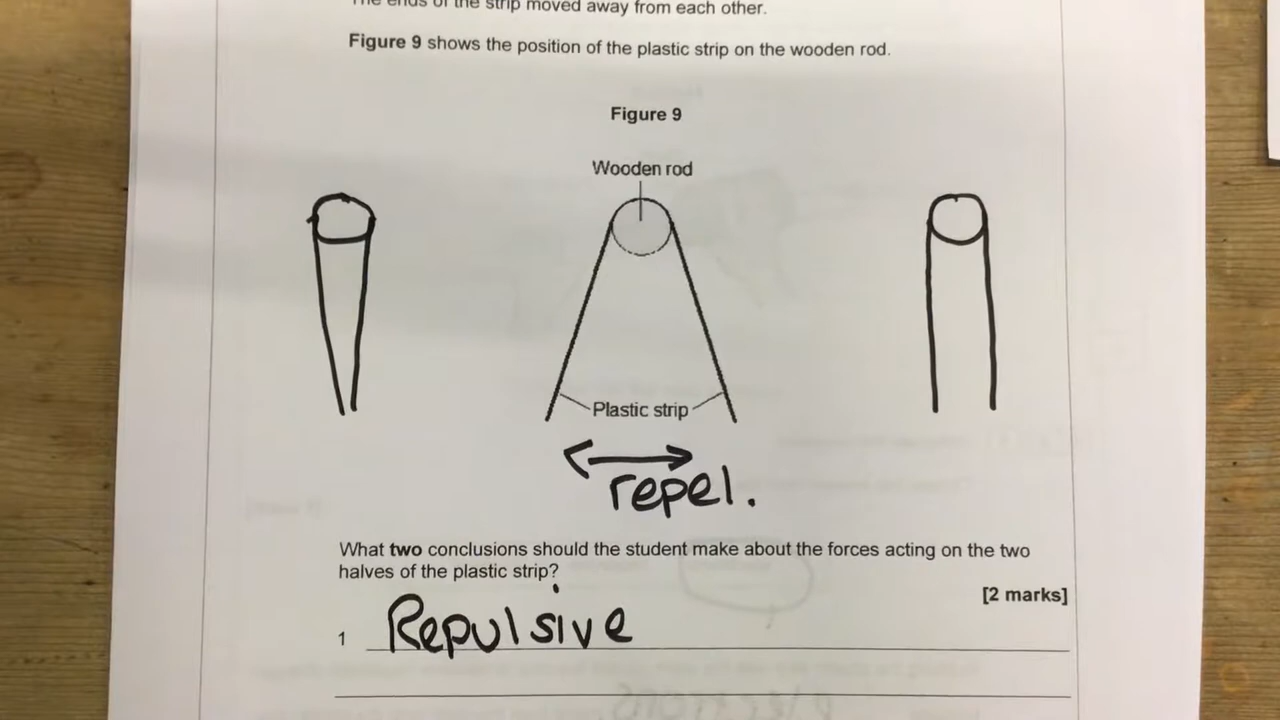 The ends of the strip moved away from each other.
Figure 9 shows the position of the plastic strip on the wooden rod.
Figure 9
Wooden rod
Plastic strip
repel.
What two conclusions should the student make about the forces acting on the two
halves of the plastic strip?
[2 marks]
1 Repulsive